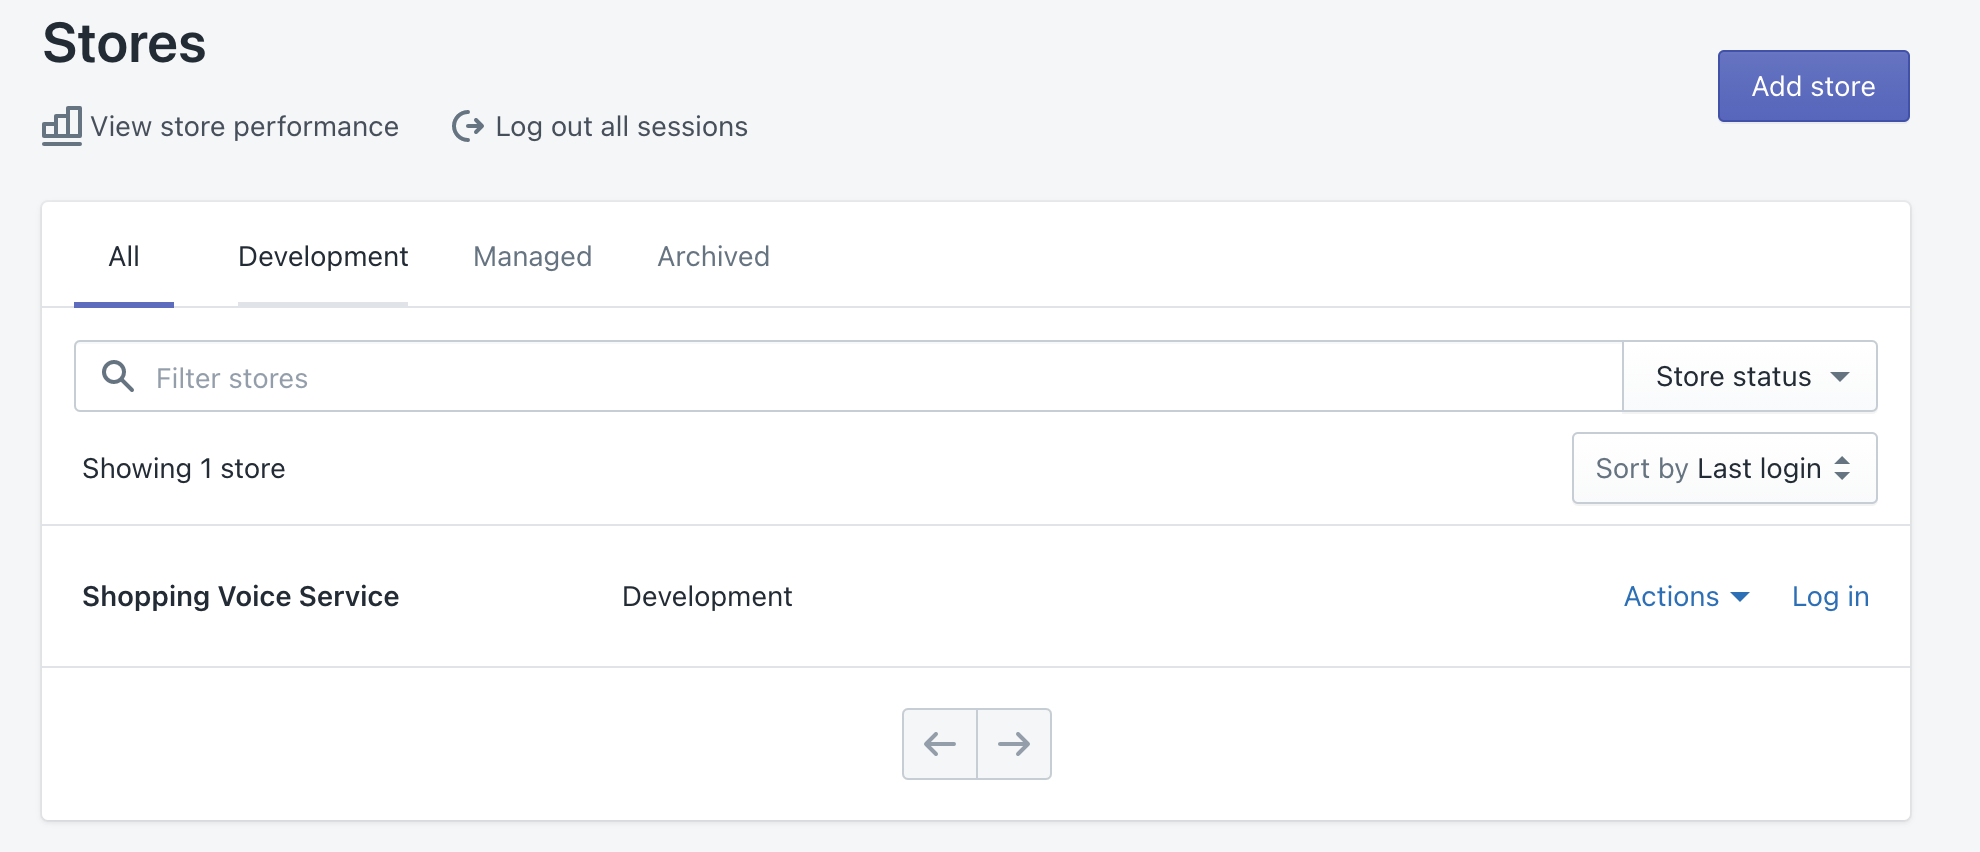 Stores
Add store
View store performance
Log out all sessions
All
Development
Managed
Archived
Filter stores
Store status
Showing 1 store
Sort by Last login
Shopping Voice Service
Development
Actions
Log in